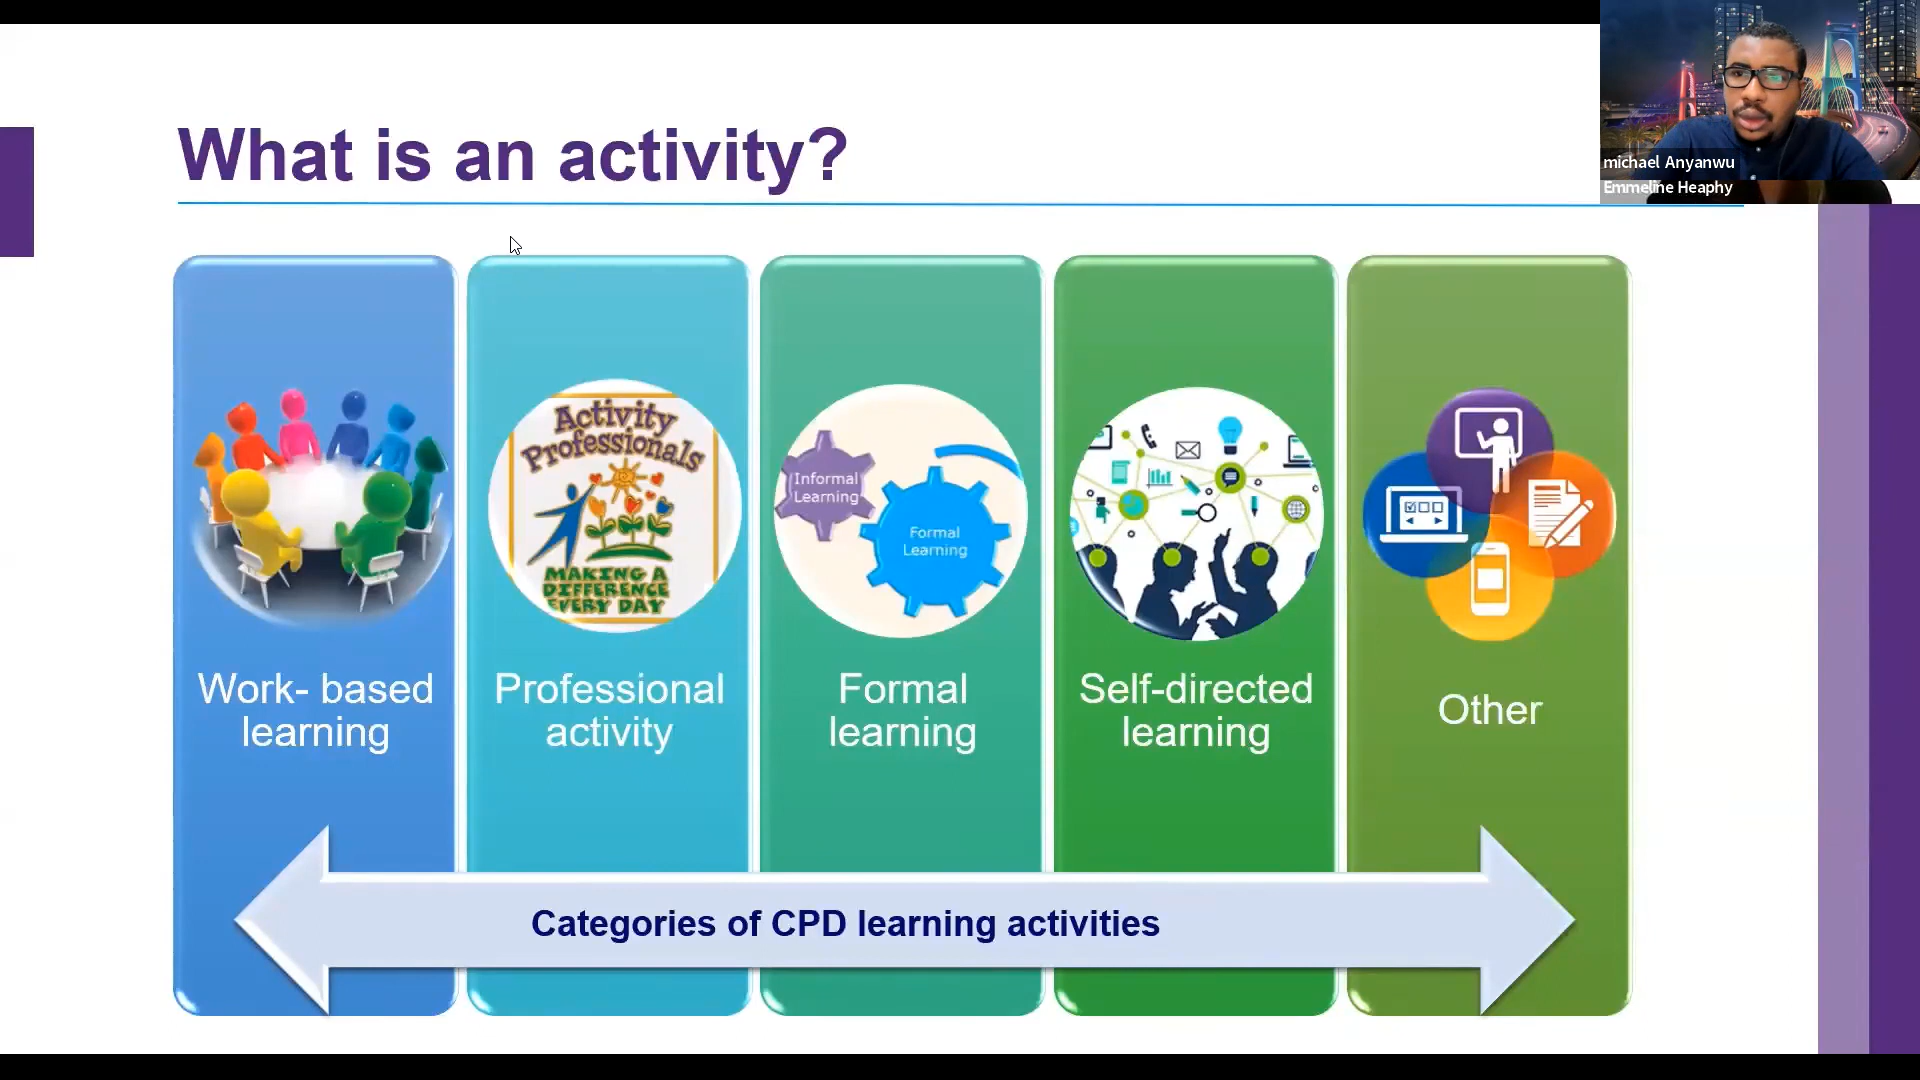 What is an activity?
michael Anyanwu
Emmeline Heaphy
Activity
Professionals
MAKING A
DIFFERENCE
EVERY DAY
Informal
Learning
Formal
Learning
Work- based
learning
Professional
activity
Formal
learning
Self-directed
learning
Other
Categories of CPD learning activities